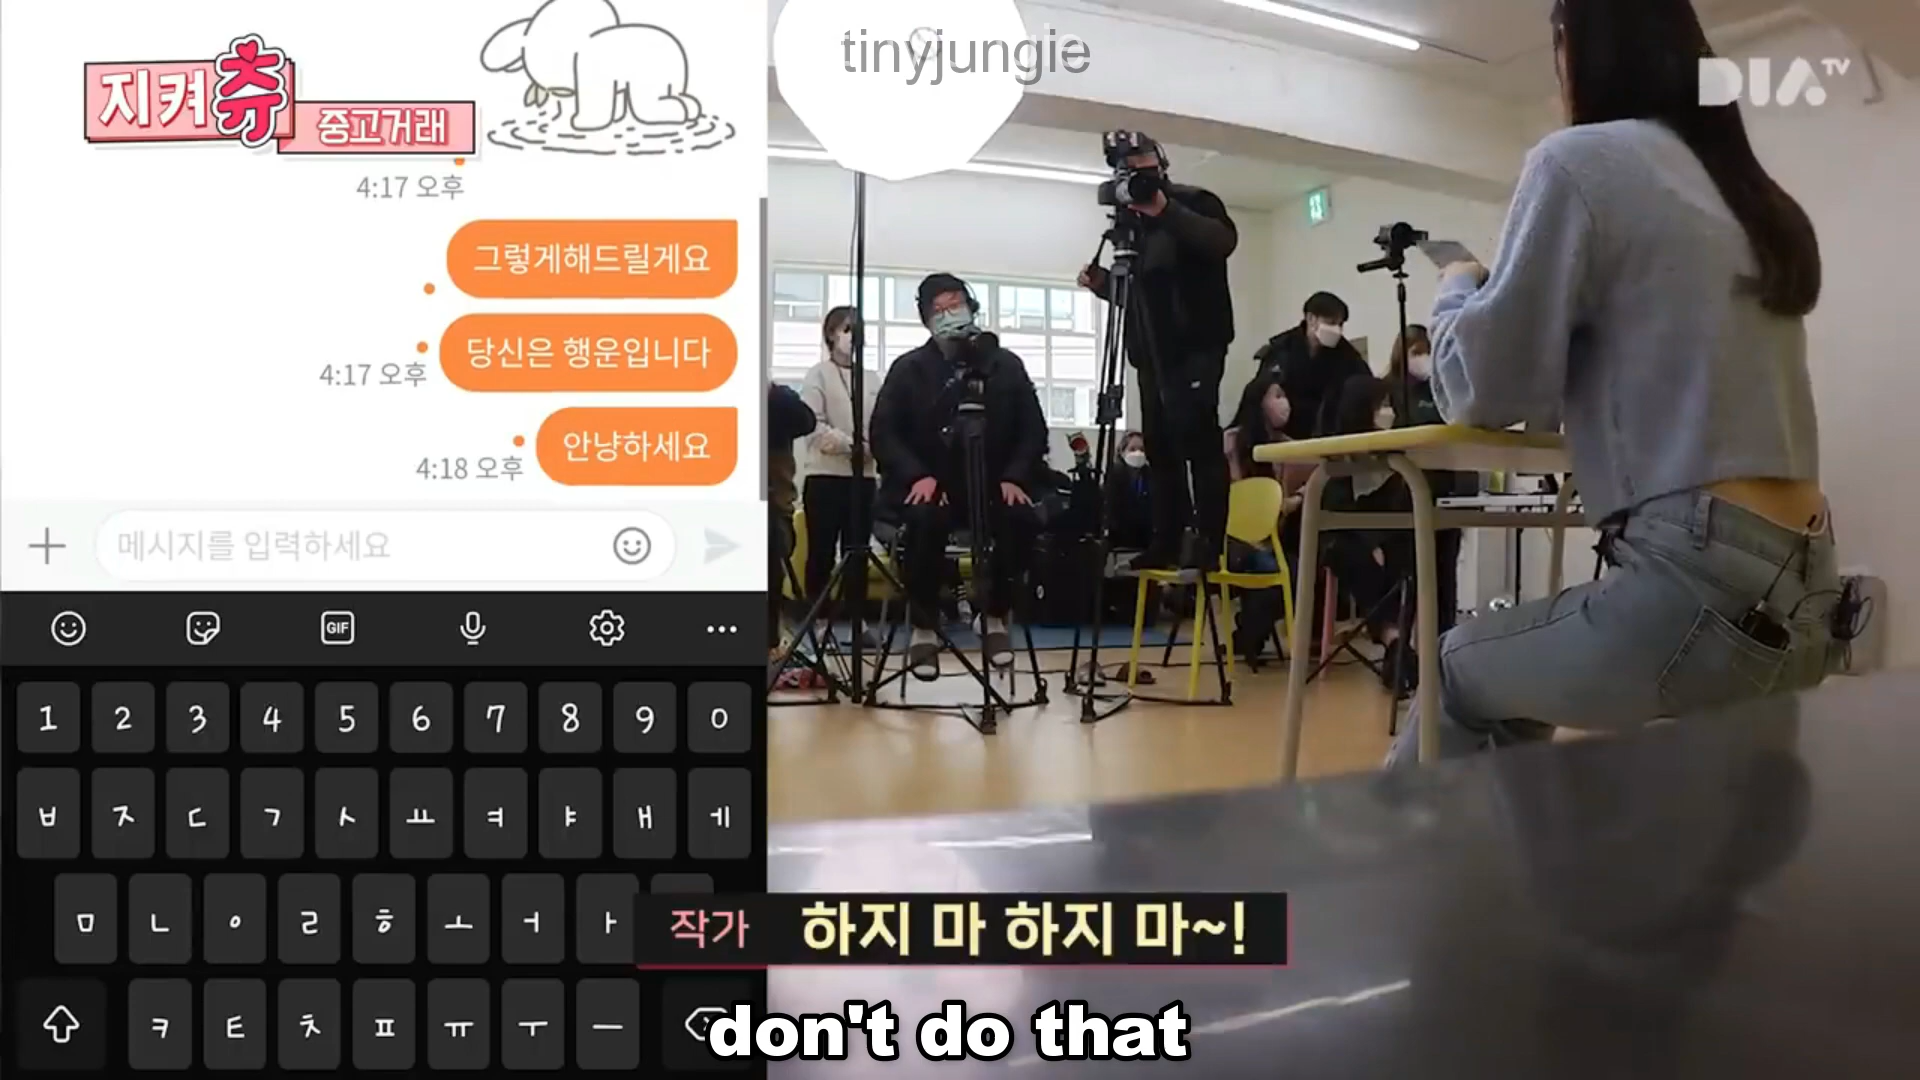 지켜츄
중고거래
tinyjungie
DIA TV
4:17 오후
그렇게해드릴게요
당신은 행운입니다
4:17 오후
안냥하세요
4:18 오후
메시지를 입력하세요
GIF
1 2 3 4 5 6 7 8 9 0
ㅂ ㅈ ㄷ ㄱ ㅅ ㅛ ㅕ ㅑ ㅐ ㅔ
ㅁ ㄴ ㅇ ㄹ ㅎ ㅗ ㅓ ㅏ
ㅋ ㅌ ㅊ ㅍ ㅠ ㅜ ㅡ
작가 하지 마 하지 마~!
don't do that